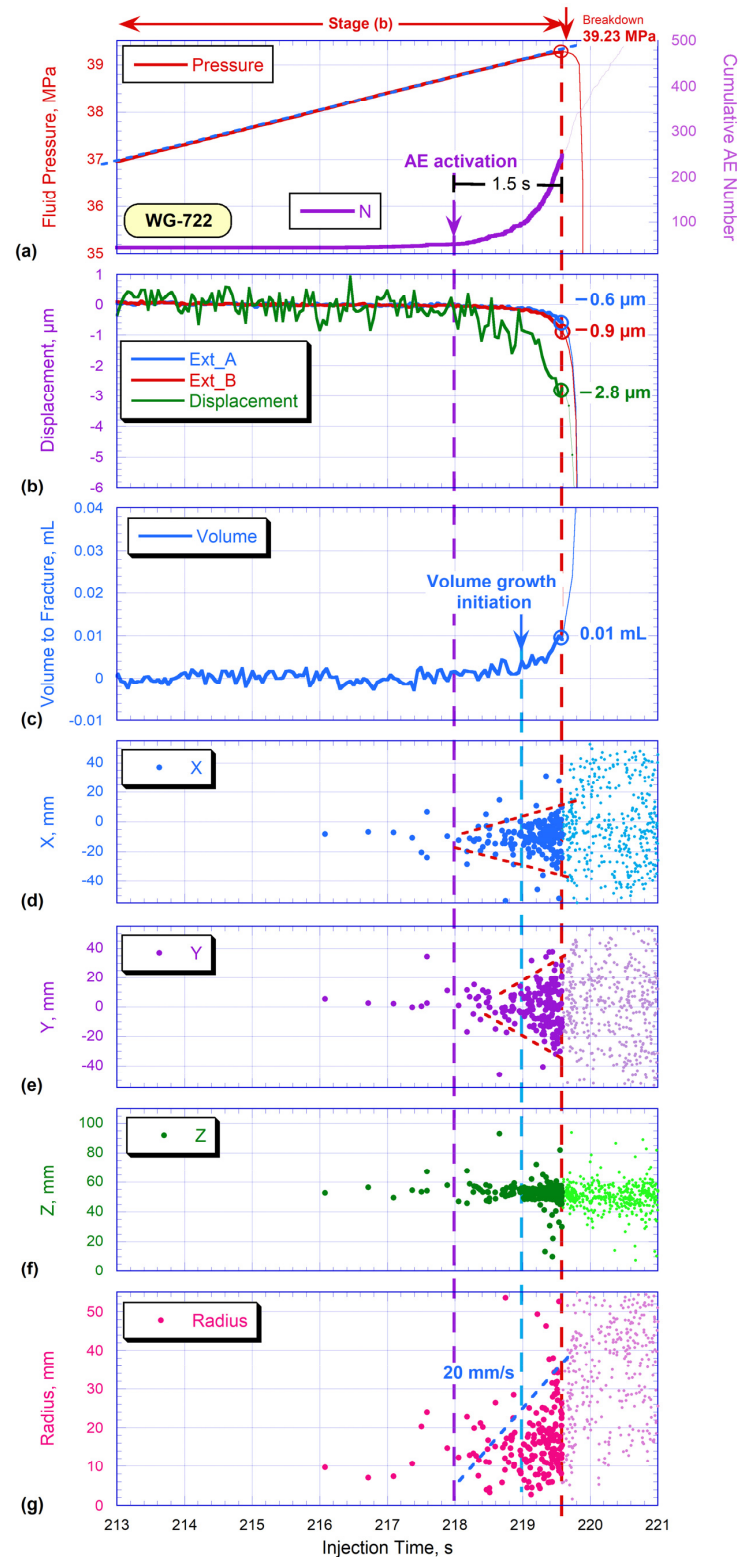 Stage (b)
Breakdown
39.23 MPa
39
38
37
36
35
Fluid Pressure, MPa
Pressure
500
400
300
200
100
Cumulative AE Number
AE activation
1.5 s
N
WG-722
(a)
1
0
-1
-2
-3
-4
-5
-6
Displacement, µm
Ext_A
Ext_B
Displacement
−0.6 µm
−0.9 µm
−2.8 µm
(b)
0.04
0.03
0.02
0.01
0
-0.01
Volume to Fracture, mL
Volume
Volume growth
initiation
0.01 mL
(c)
40
20
0
-20
-40
X, mm
X
(d)
40
20
0
-20
-40
Y, mm
Y
(e)
100
80
60
40
20
0
Z, mm
Z
(f)
50
40
30
20
10
0
Radius, mm
Radius
20 mm/s
(g)
213 214 215 216 217 218 219 220 221
Injection Time, s